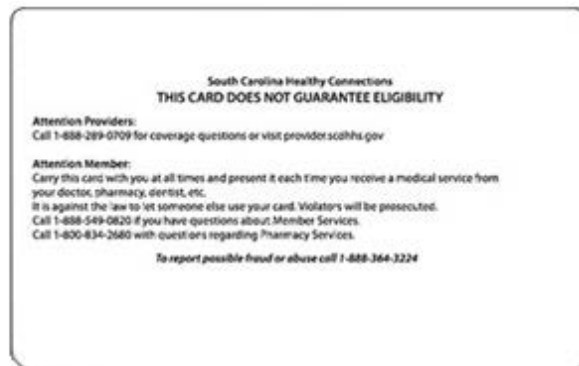 South Carolina Healthy Connections
THIS CARD DOES NOT GUARANTEE ELIGIBILITY
Attention Providers:
Call 1-888-289-0709 for coverage questions or visit provider.scdhhs.gov
Attention Member:
Carry this card with you at all times and present it each time you receive a medical service from
your doctor, pharmacy, dentist, etc.
It is against the law to let someone else use your card. Violators will be prosecuted.
Call 1-888-549-0820 if you have questions about Member Services.
Call 1-800-834-2680 with questions regarding Pharmacy Services.
To report possible fraud or abuse call 1-888-364-3224